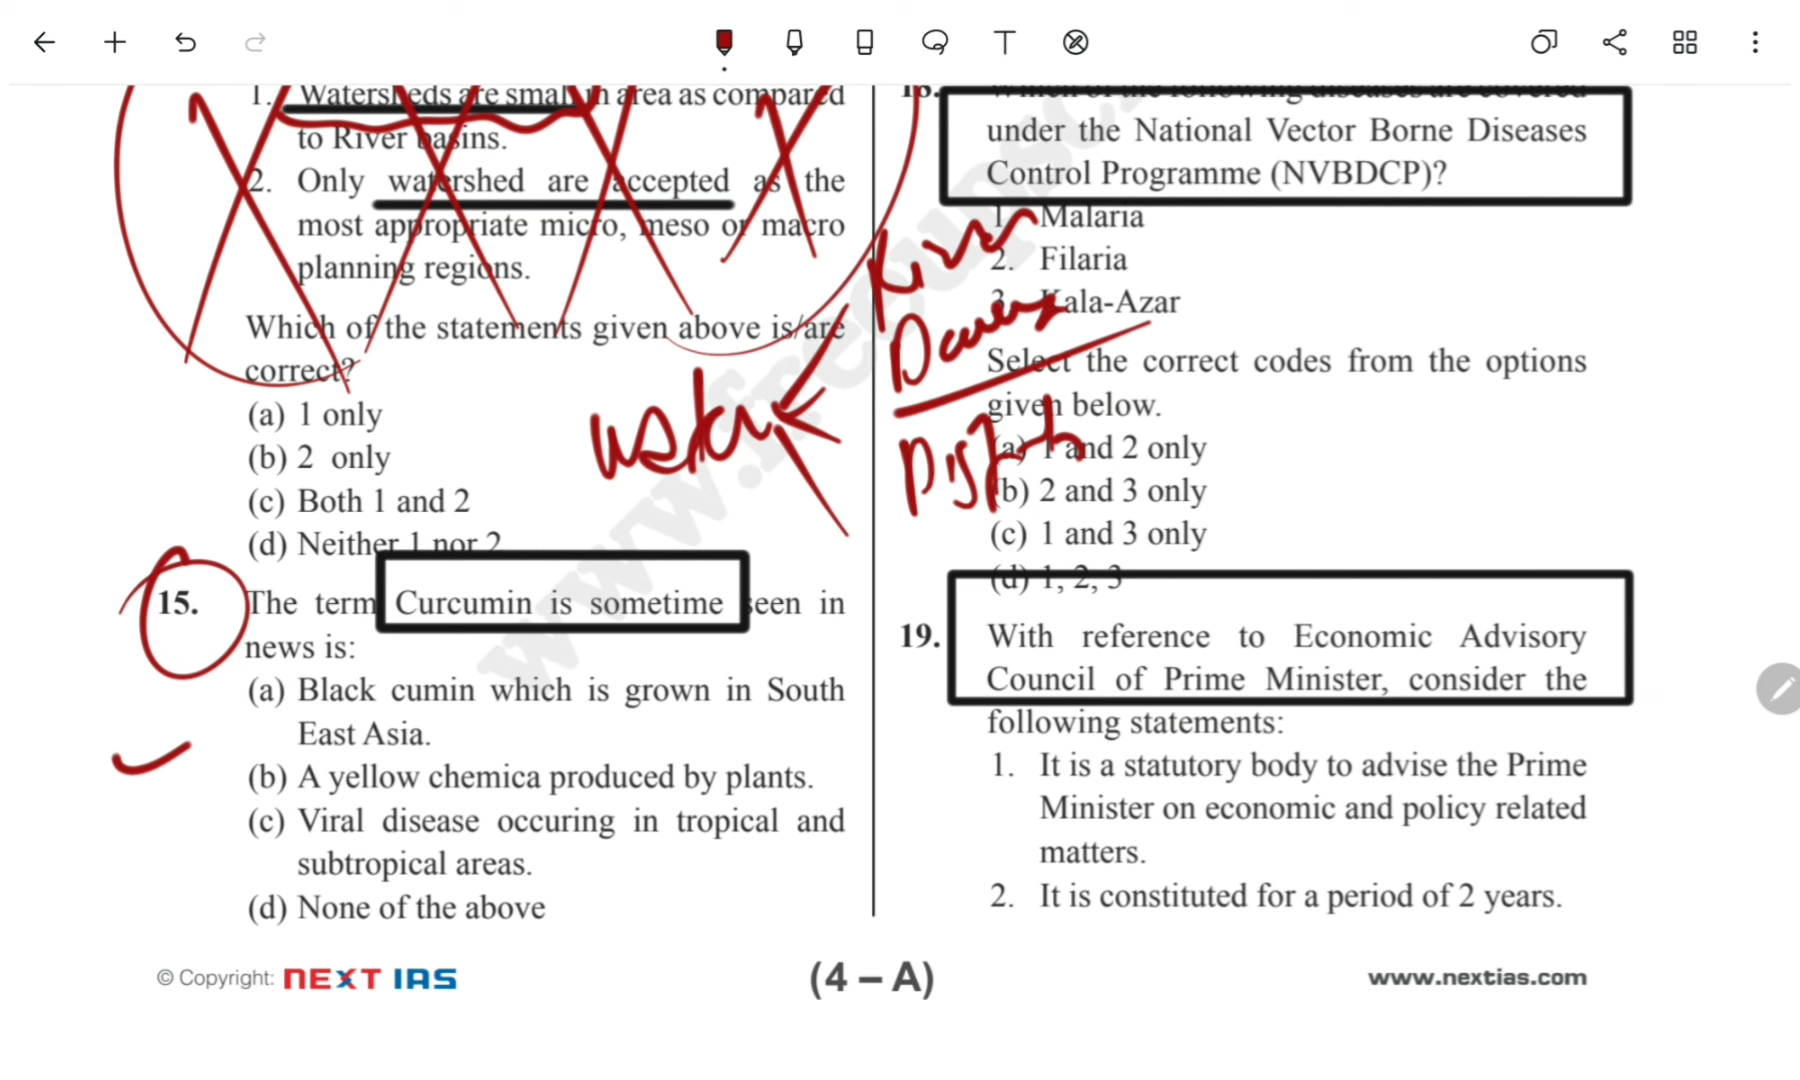 1. Watersheds are small in area as compared
to River basins.
2. Only watershed are accepted as the
most appropriate micro, meso or macro
planning regions.
Which of the statements given above is/are
correct?
(a) 1 only
(b) 2 only
(c) Both 1 and 2
(d) Neither 1 nor 2
15. The term Curcumin is sometime seen in
news is:
(a) Black cumin which is grown in South
East Asia.
(b) A yellow chemica produced by plants.
(c) Viral disease occuring in tropical and
subtropical areas.
(d) None of the above
18. Which of the following diseases are covered
under the National Vector Borne Diseases
Control Programme (NVBDCP)?
1. Malaria
2. Filaria
3. Kala-Azar
Select the correct codes from the options
given below.
(a) 1 and 2 only
(b) 2 and 3 only
(c) 1 and 3 only
(d) 1, 2, 3
19. With reference to Economic Advisory
Council of Prime Minister, consider the
following statements:
1. It is a statutory body to advise the Prime
Minister on economic and policy related
matters.
2. It is constituted for a period of 2 years.
© Copyright: NEXT IAS
(4 – A)
www.nextias.com